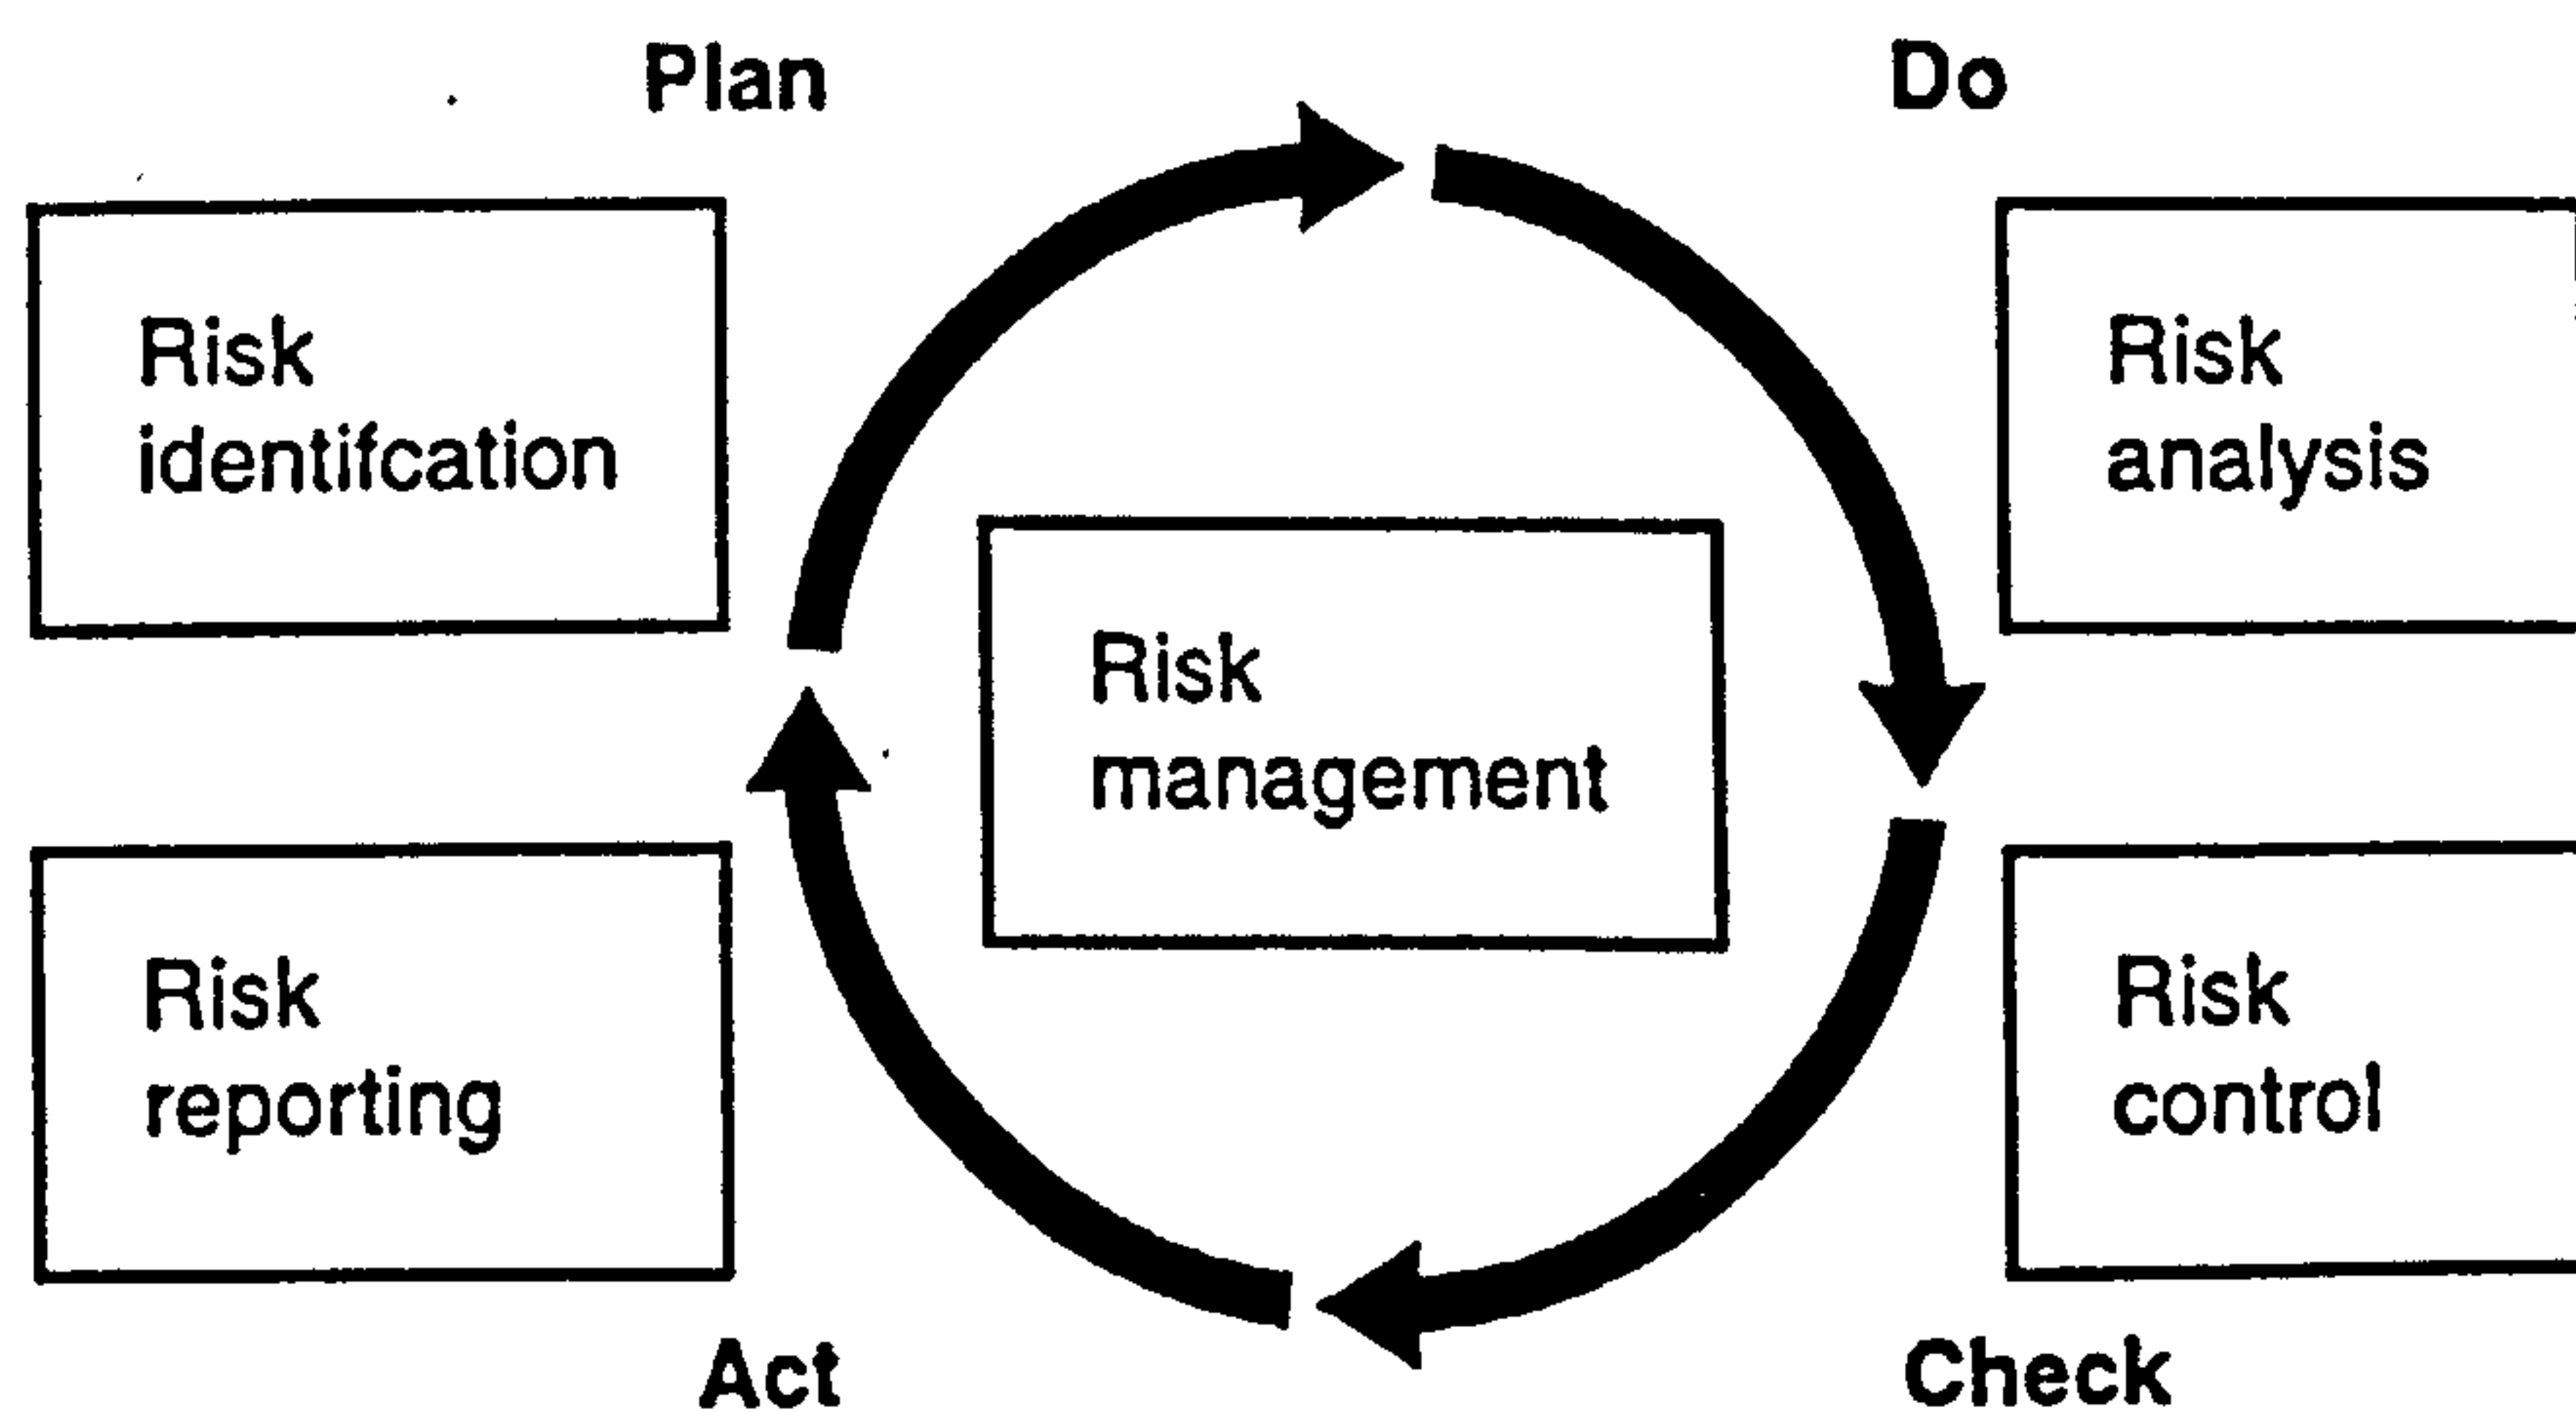 Plan
Do
Risk
identifcation
Risk
analysis
Risk
management
Risk
reporting
Risk
control
Act
Check